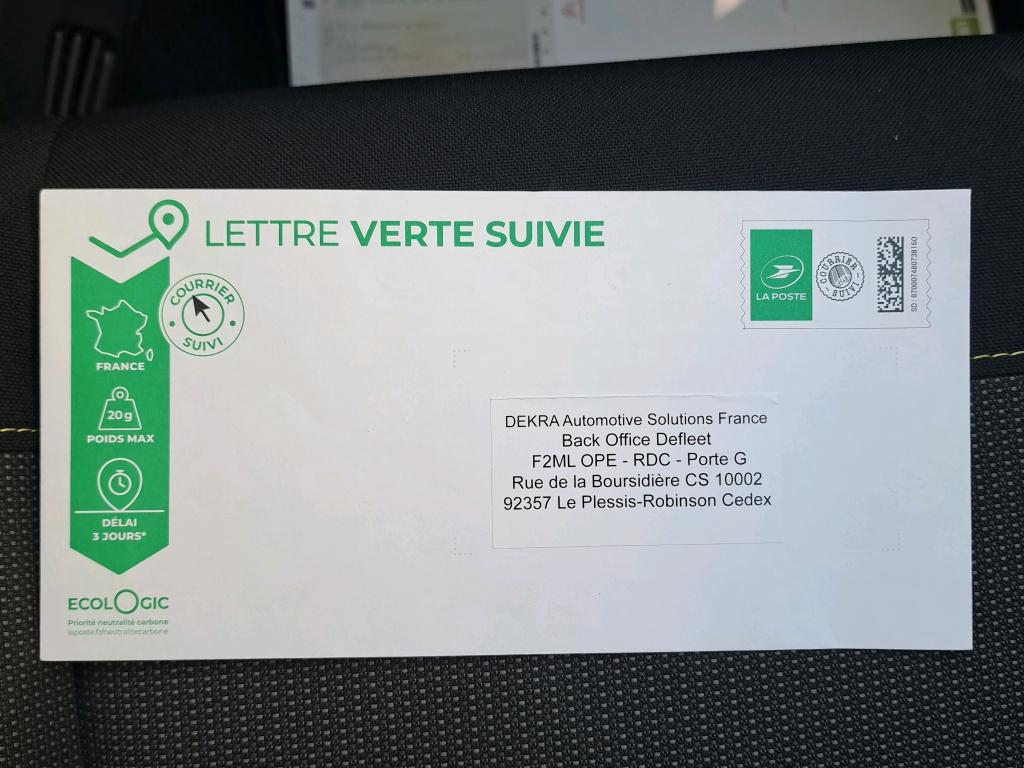 LETTRE VERTE SUIVIE
COURRIER
SUIVI
FRANCE
20g
POIDS MAX
DÉLAI
3 JOURS*
ECOLOGIC
Priorité neutralité carbone
laposte.fr/neutralitecarbone
LA POSTE
COURRIER
SUIVI
SD : 87000748073B160
DEKRA Automotive Solutions France
Back Office Defleet
F2ML OPE - RDC - Porte G
Rue de la Boursidière CS 10002
92357 Le Plessis-Robinson Cedex